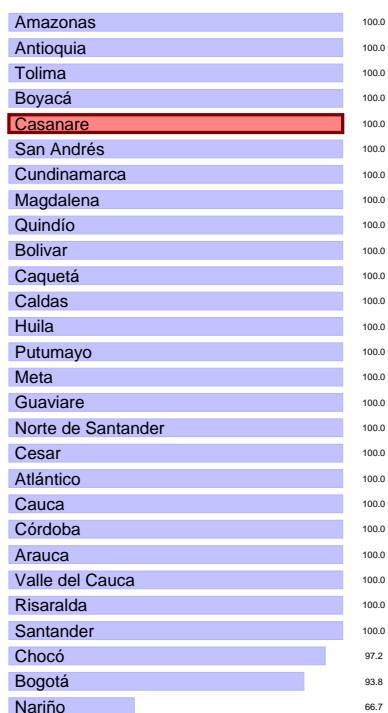 Amazonas 100.0
Antioquia 100.0
Tolima 100.0
Boyacá 100.0
Casanare 100.0
San Andrés 100.0
Cundinamarca 100.0
Magdalena 100.0
Quindío 100.0
Bolivar 100.0
Caquetá 100.0
Caldas 100.0
Huila 100.0
Putumayo 100.0
Meta 100.0
Guaviare 100.0
Norte de Santander 100.0
Cesar 100.0
Atlántico 100.0
Cauca 100.0
Córdoba 100.0
Arauca 100.0
Valle del Cauca 100.0
Risaralda 100.0
Santander 100.0
Chocó 97.2
Bogotá 93.8
Nariño 66.7